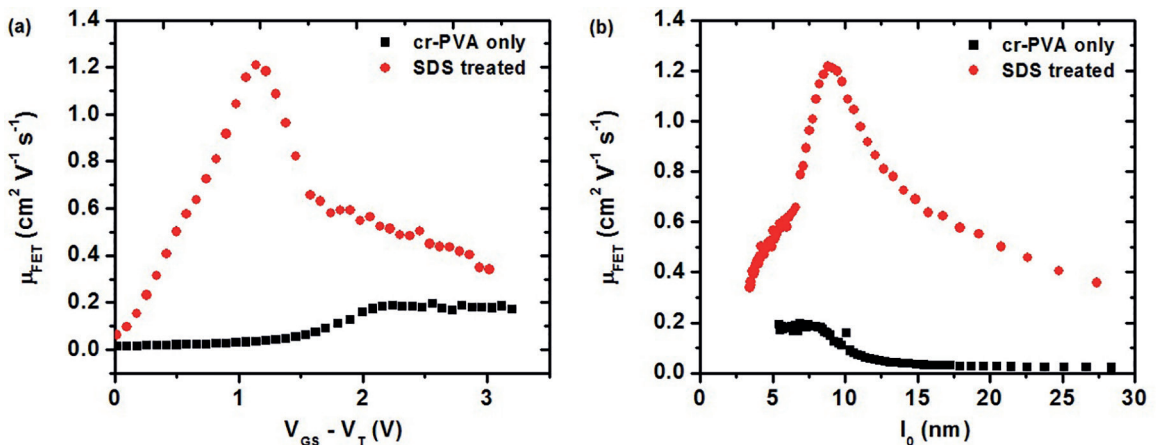 (a)
1.4
1.2
1.0
0.8
0.6
0.4
0.2
0.0
μFET (cm² V⁻¹ s⁻¹)
cr-PVA only
SDS treated
0 1 2 3
VGS - VT (V)
(b)
1.4
1.2
1.0
0.8
0.6
0.4
0.2
0.0
μFET (cm² V⁻¹ s⁻¹)
cr-PVA only
SDS treated
0 5 10 15 20 25 30
l0 (nm)